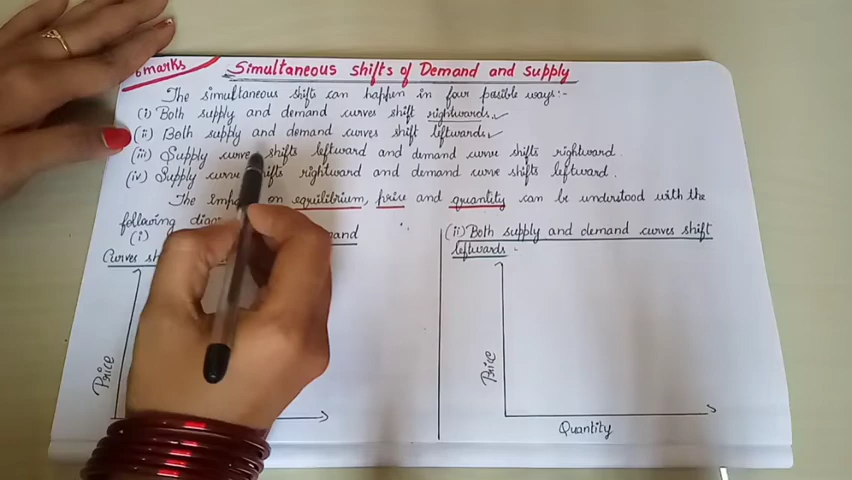 6marks
Simultaneous shifts of Demand and Supply
The simultaneous shifts can happen in four possible ways:-
(i) Both supply and demand curves shift rightwards.
(ii) Both supply and demand curves shift leftwards
(iii) Supply curve shifts leftward and demand curve shifts rightward.
(iv) Supply curve shifts rightward and demand curve shifts leftward.
The on equilibrium, price and quantity can be understood with the
following
(i)
Curves
Price
(ii) Both supply and demand curves shift
leftwards.
Price
Quantity